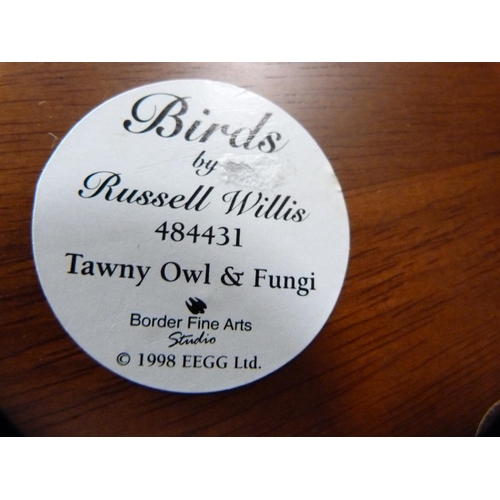 Birds
by
Russell Willis
484431
Tawny Owl & Fungi
Border Fine Arts
Studio
© 1998 EEGG Ltd.